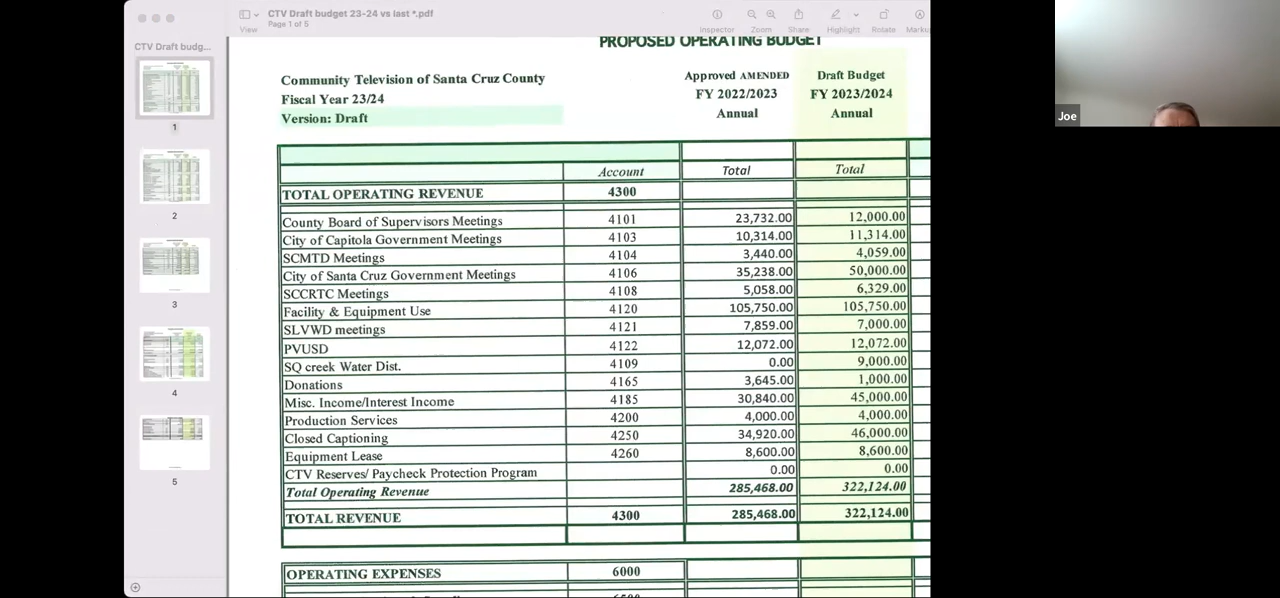 CTV Draft budget 23-24 vs last *.pdf
Page 1 of 5
View
Inspector
Zoom
Share
Highlight
Rotate
CTV Draft budg...
1
2
3
4
5
PROPOSED OPERATING BUDGET
Community Television of Santa Cruz County
Fiscal Year 23/24
Version: Draft
Approved AMENDED
FY 2022/2023
Annual
Draft Budget
FY 2023/2024
Annual
Account Total Total
TOTAL OPERATING REVENUE 4300
County Board of Supervisors Meetings 4101 23,732.00 12,000.00
City of Capitola Government Meetings 4103 10,314.00 11,314.00
SCMTD Meetings 4104 3,440.00 4,059.00
City of Santa Cruz Government Meetings 4106 35,238.00 50,000.00
SCCRTC Meetings 4108 5,058.00 6,329.00
Facility & Equipment Use 4120 105,750.00 105,750.00
SLVWD meetings 4121 7,859.00 7,000.00
PVUSD 4122 12,072.00 12,072.00
SQ creek Water Dist. 4109 0.00 9,000.00
Donations 4165 3,645.00 1,000.00
Misc. Income/Interest Income 4185 30,840.00 45,000.00
Production Services 4200 4,000.00 4,000.00
Closed Captioning 4250 34,920.00 46,000.00
Equipment Lease 4260 8,600.00 8,600.00
CTV Reserves/ Paycheck Protection Program 0.00 0.00
Total Operating Revenue 285,468.00 322,124.00
TOTAL REVENUE 4300 285,468.00 322,124.00
OPERATING EXPENSES 6000
Joe